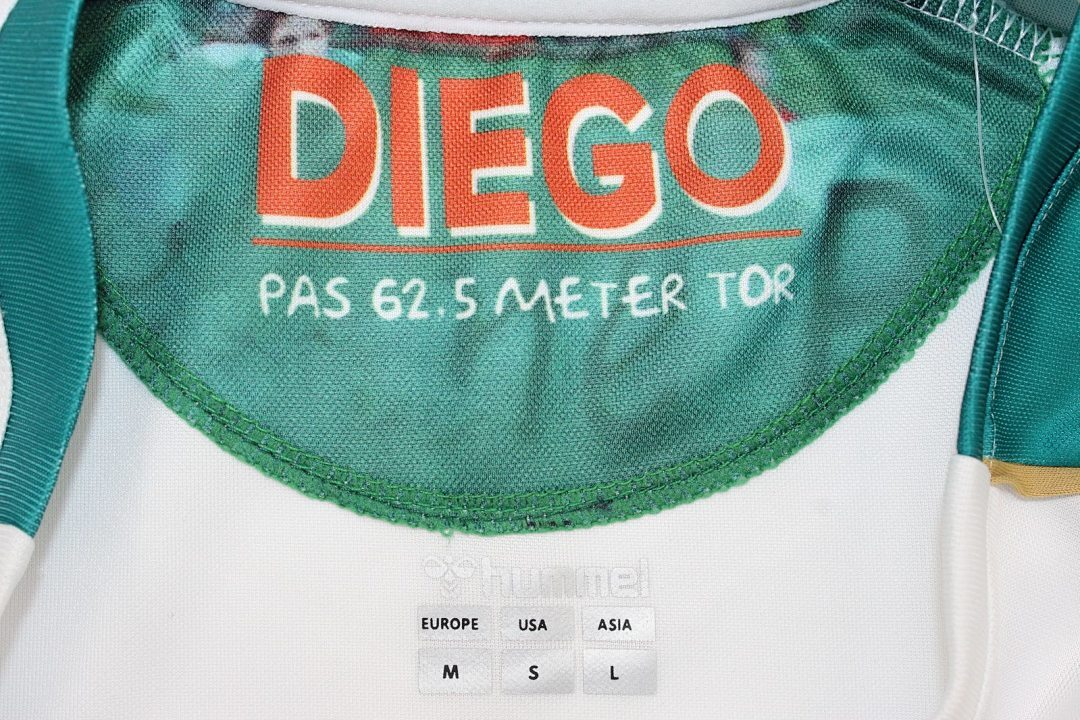 DIEGO
PAS 62.5 METER TOR
hummel
EUROPE USA ASIA
M S L